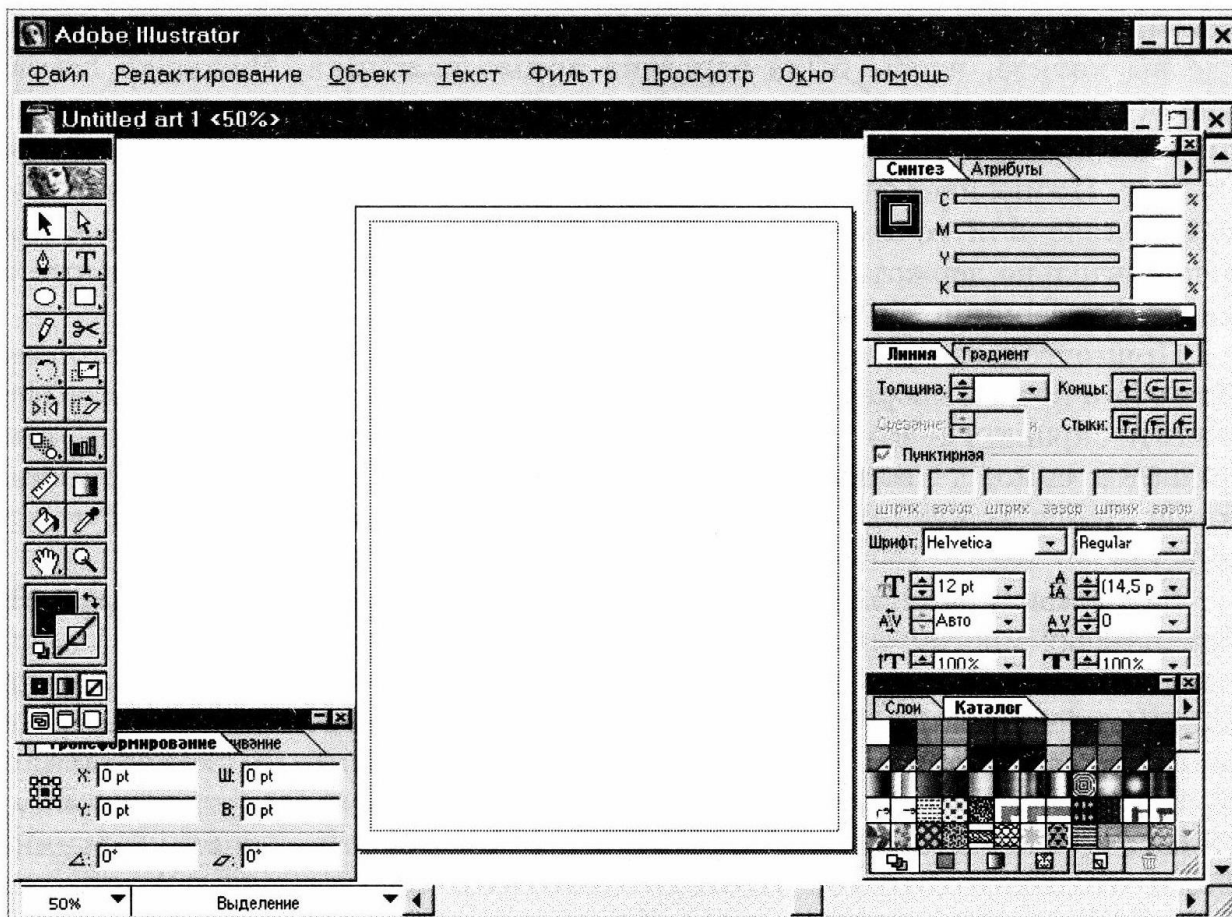 Adobe Illustrator
Файл Редактирование Объект Текст Фильтр Просмотр Окно Помощь
Untitled art 1 <50%>
Синтез Атрибуты
C %
M %
Y %
K %
Линия Градиент
Толщина: Концы:
Срезание: Стыки:
Пунктирная
штрих зазор штрих зазор штрих зазор
Шрифт: Helvetica Regular
12 pt (14,5 p
Авто 0
100% 100%
Слои Каталог
Трансформирование ивание
X: 0 pt Ш: 0 pt
Y: 0 pt В: 0 pt
0° 0°
50% Выделение